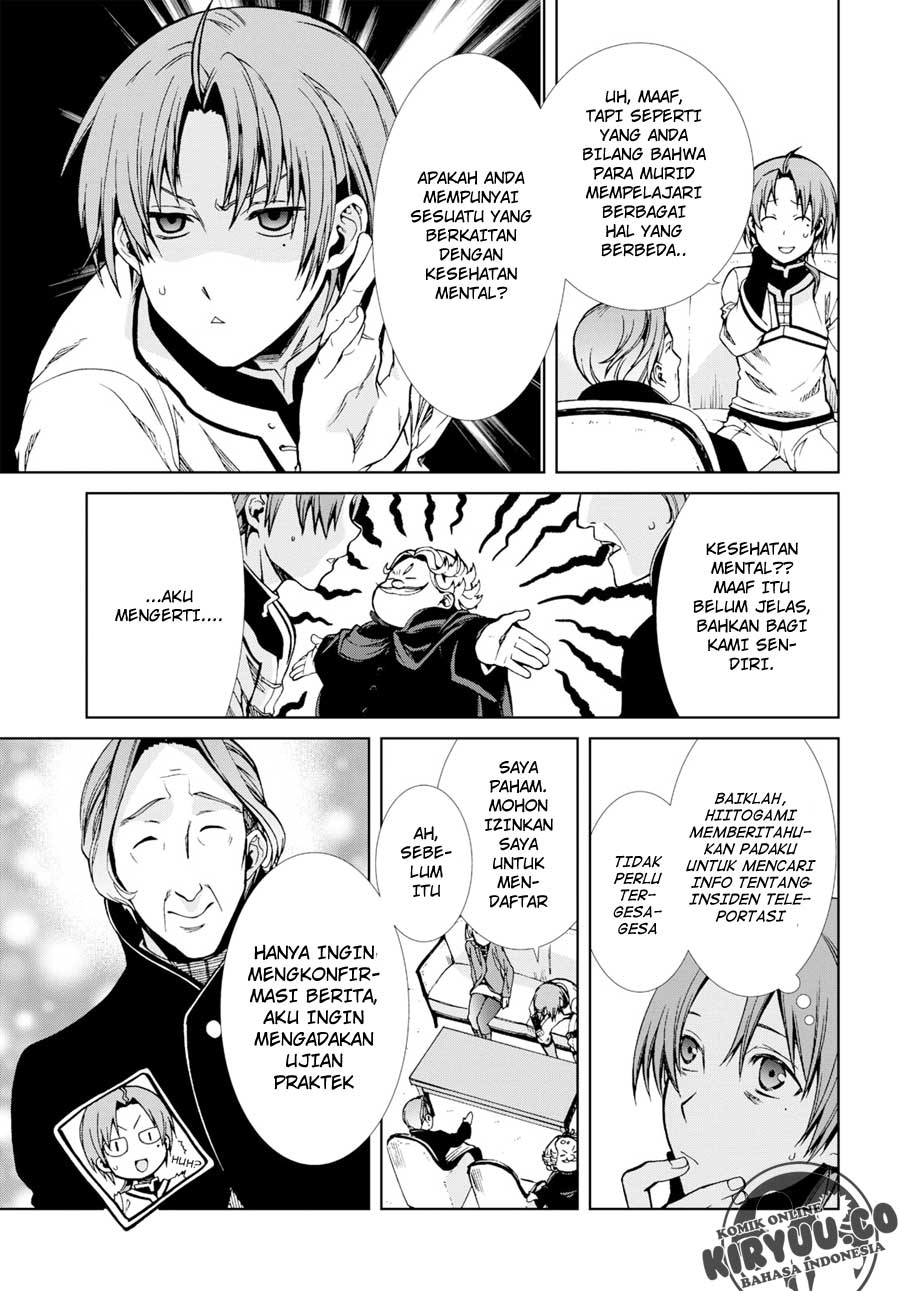 UH, MAAF,
TAPI SEPERTI
YANG ANDA
BILANG BAHWA
PARA MURID
MEMPELAJARI
BERBAGAI
HAL YANG
BERBEDA..
APAKAH ANDA
MEMPUNYAI
SESUATU YANG
BERKAITAN
DENGAN
KESEHATAN
MENTAL?
KESEHATAN
MENTAL??
MAAF ITU
BELUM JELAS,
BAHKAN BAGI
KAMI SEN-
DIRI.
...AKU
MENGERTI....
BAIKLAH,
HIITOGAMI
MEMBERITAHU-
KAN PADAKU
UNTUK MENCARI
INFO TENTANG
INSIDEN TELE-
PORTASI
TIDAK
PERLU
TER-
GESA-
GESA
SAYA
PAHAM.
MOHON
IZINKAN
SAYA
UNTUK
MEN-
DAFTAR
AH,
SEBE-
LUM
ITU
HANYA INGIN
MENGKONFIR-
MASI BERITA,
AKU INGIN
MENGADAKAN
UJIAN
PRAKTEK
HUH?
KOMIK ONLINE
KIRYUU.CO
BAHASA INDONESIA